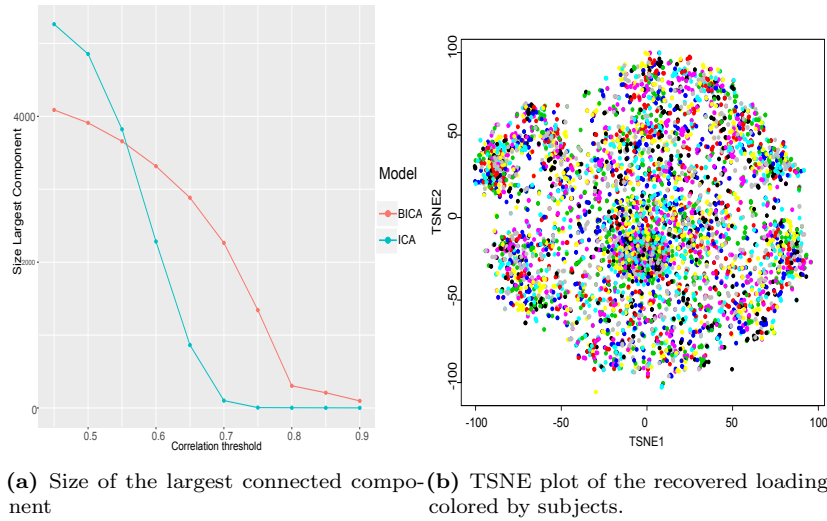 4000
2000
0
Size Largest Component
0.5 0.6 0.7 0.8 0.9
Correlation threshold
Model
BICA
ICA
100
50
0
-50
-100
TSNE2
-100 -50 0 50 100
TSNE1
(a) Size of the largest connected compo-
nent
(b) TSNE plot of the recovered loading
colored by subjects.